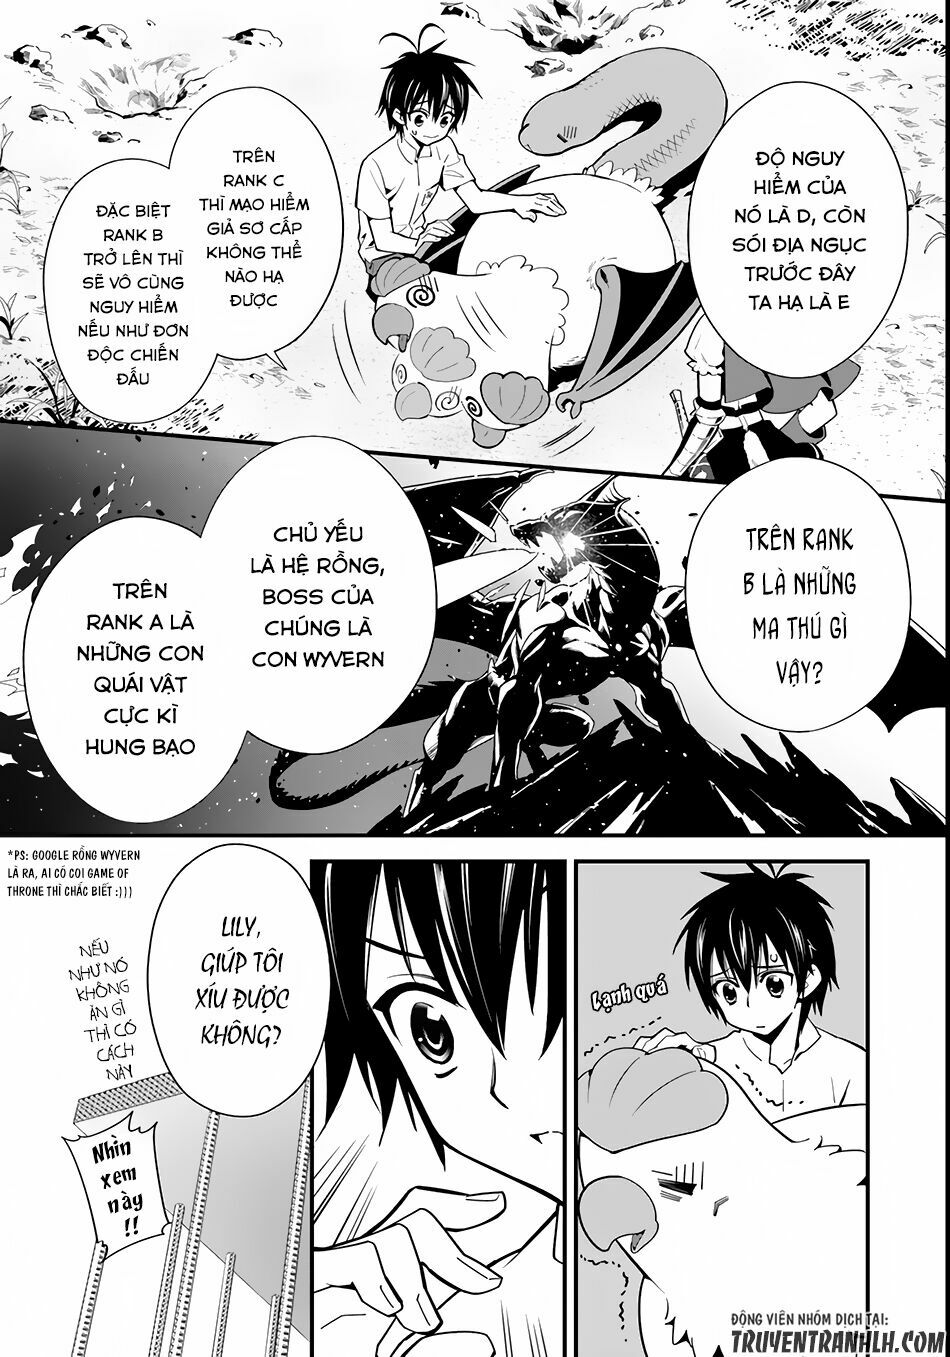 ĐỘ NGUY
HIỂM CỦA
NÓ LÀ D, CÒN
SÓI ĐỊA NGỤC
TRƯỚC ĐÂY
TA HẠ LÀ E
TRÊN
RANK C
THÌ MẠO HIỂM
GIẢ SƠ CẤP
KHÔNG THỂ
NÀO HẠ
ĐƯỢC
ĐẶC BIỆT
RANK B
TRỞ LÊN THÌ
SẼ VÔ CÙNG
NGUY HIỂM
NẾU NHƯ ĐƠN
ĐỘC CHIẾN
ĐẤU
TRÊN RANK
B LÀ NHỮNG
MA THÚ GÌ
VẬY?
CHỦ YẾU
LÀ HỆ RỒNG,
BOSS CỦA
CHÚNG LÀ
CON WYVERN
TRÊN
RANK A LÀ
NHỮNG CON
QUÁI VẬT
CỰC KÌ
HUNG BẠO
*PS: GOOGLE RỒNG WYVERN
LÀ RA, AI CÓ COI GAME OF
THRONE THÌ CHẮC BIẾT :)))
Lạnh quá
LILY,
GIÚP TÔI
XÍU ĐƯỢC
KHÔNG?
NẾU
NHƯ NÓ
KHÔNG
ĂN GÌ
THÌ CÓ
CÁCH
NÀY
Nhìn
xem
này
!!
ĐỘNG VIÊN NHÓM DỊCH TẠI:
TRUYENTRANHLH.COM